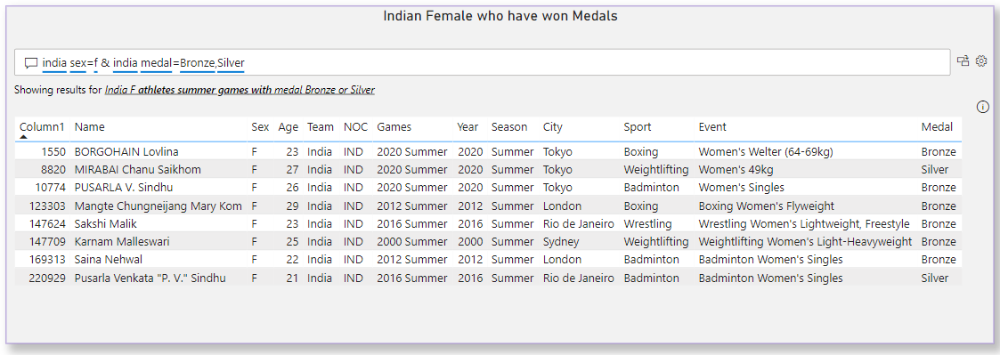 Indian Female who have won Medals
india sex=f & india medal=Bronze,Silver
Showing results for India F athletes summer games with medal Bronze or Silver
Column1 Name Sex Age Team NOC Games Year Season City Sport Event Medal
1550 BORGOHAIN Lovlina F 23 India IND 2020 Summer 2020 Summer Tokyo Boxing Women's Welter (64-69kg) Bronze
8820 MIRABAI Chanu Saikhom F 27 India IND 2020 Summer 2020 Summer Tokyo Weightlifting Women's 49kg Silver
10774 PUSARLA V. Sindhu F 26 India IND 2020 Summer 2020 Summer Tokyo Badminton Women's Singles Bronze
123303 Mangte Chungneijang Mary Kom F 29 India IND 2012 Summer 2012 Summer London Boxing Boxing Women's Flyweight Bronze
147624 Sakshi Malik F 23 India IND 2016 Summer 2016 Summer Rio de Janeiro Wrestling Wrestling Women's Lightweight, Freestyle Bronze
147709 Karnam Malleswari F 25 India IND 2000 Summer 2000 Summer Sydney Weightlifting Weightlifting Women's Light-Heavyweight Bronze
169313 Saina Nehwal F 22 India IND 2012 Summer 2012 Summer London Badminton Badminton Women's Singles Bronze
220929 Pusarla Venkata "P. V." Sindhu F 21 India IND 2016 Summer 2016 Summer Rio de Janeiro Badminton Badminton Women's Singles Silver